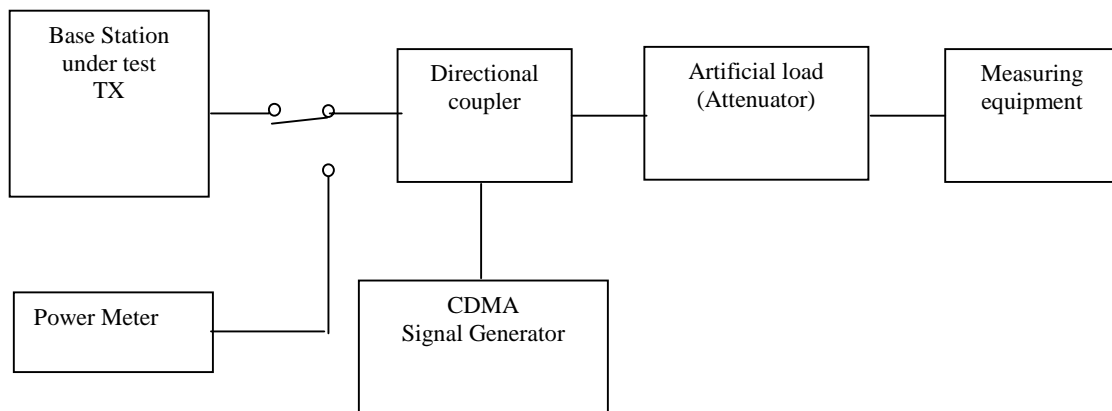 Base Station
under test
TX
Directional
coupler
Artificial load
(Attenuator)
Measuring
equipment
Power Meter
CDMA
Signal Generator